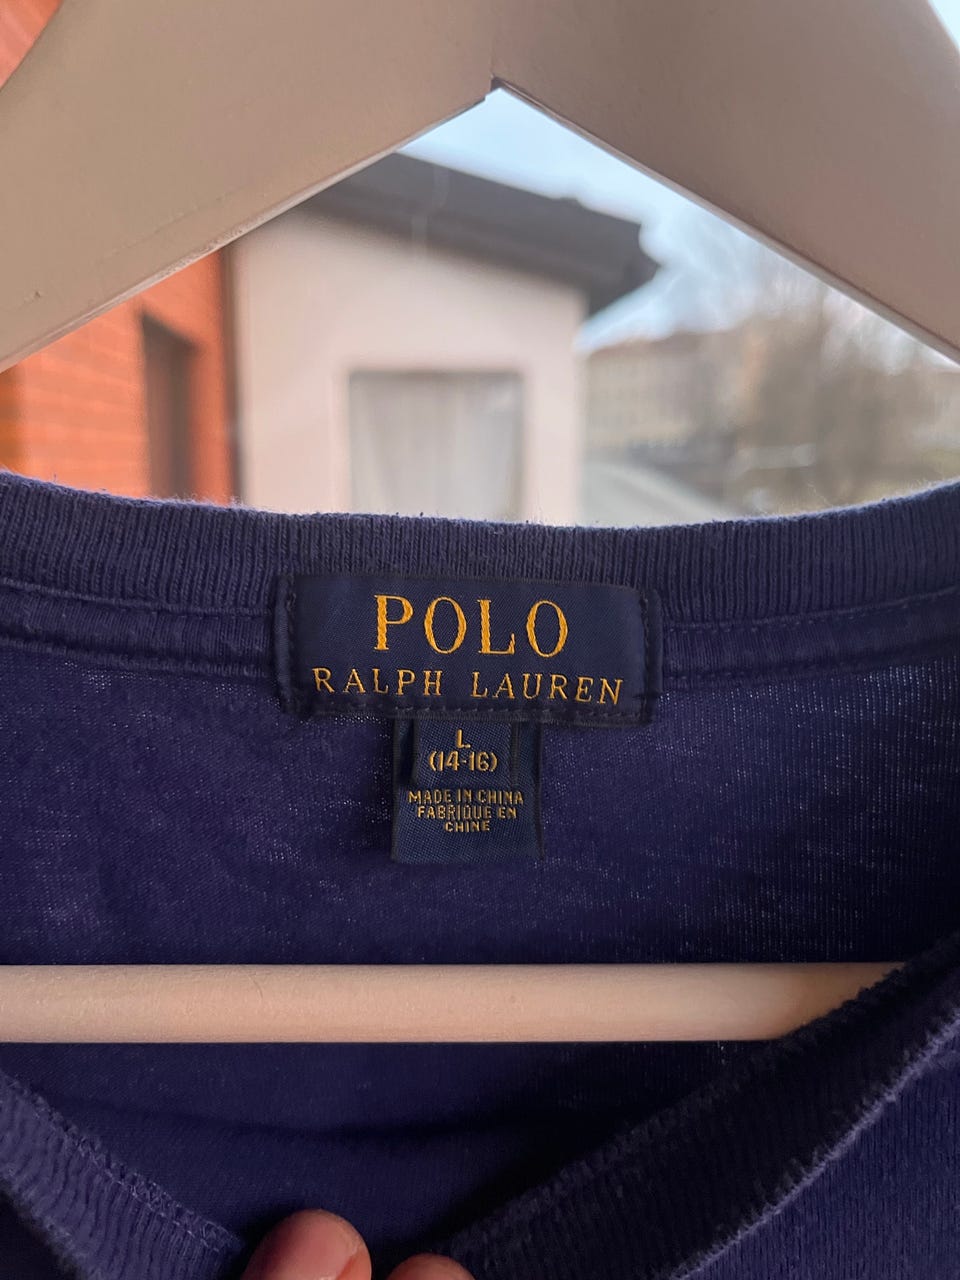 POLO
RALPH LAUREN
L
(14-16)
MADE IN CHINA
FABRIQUE EN
CHINE